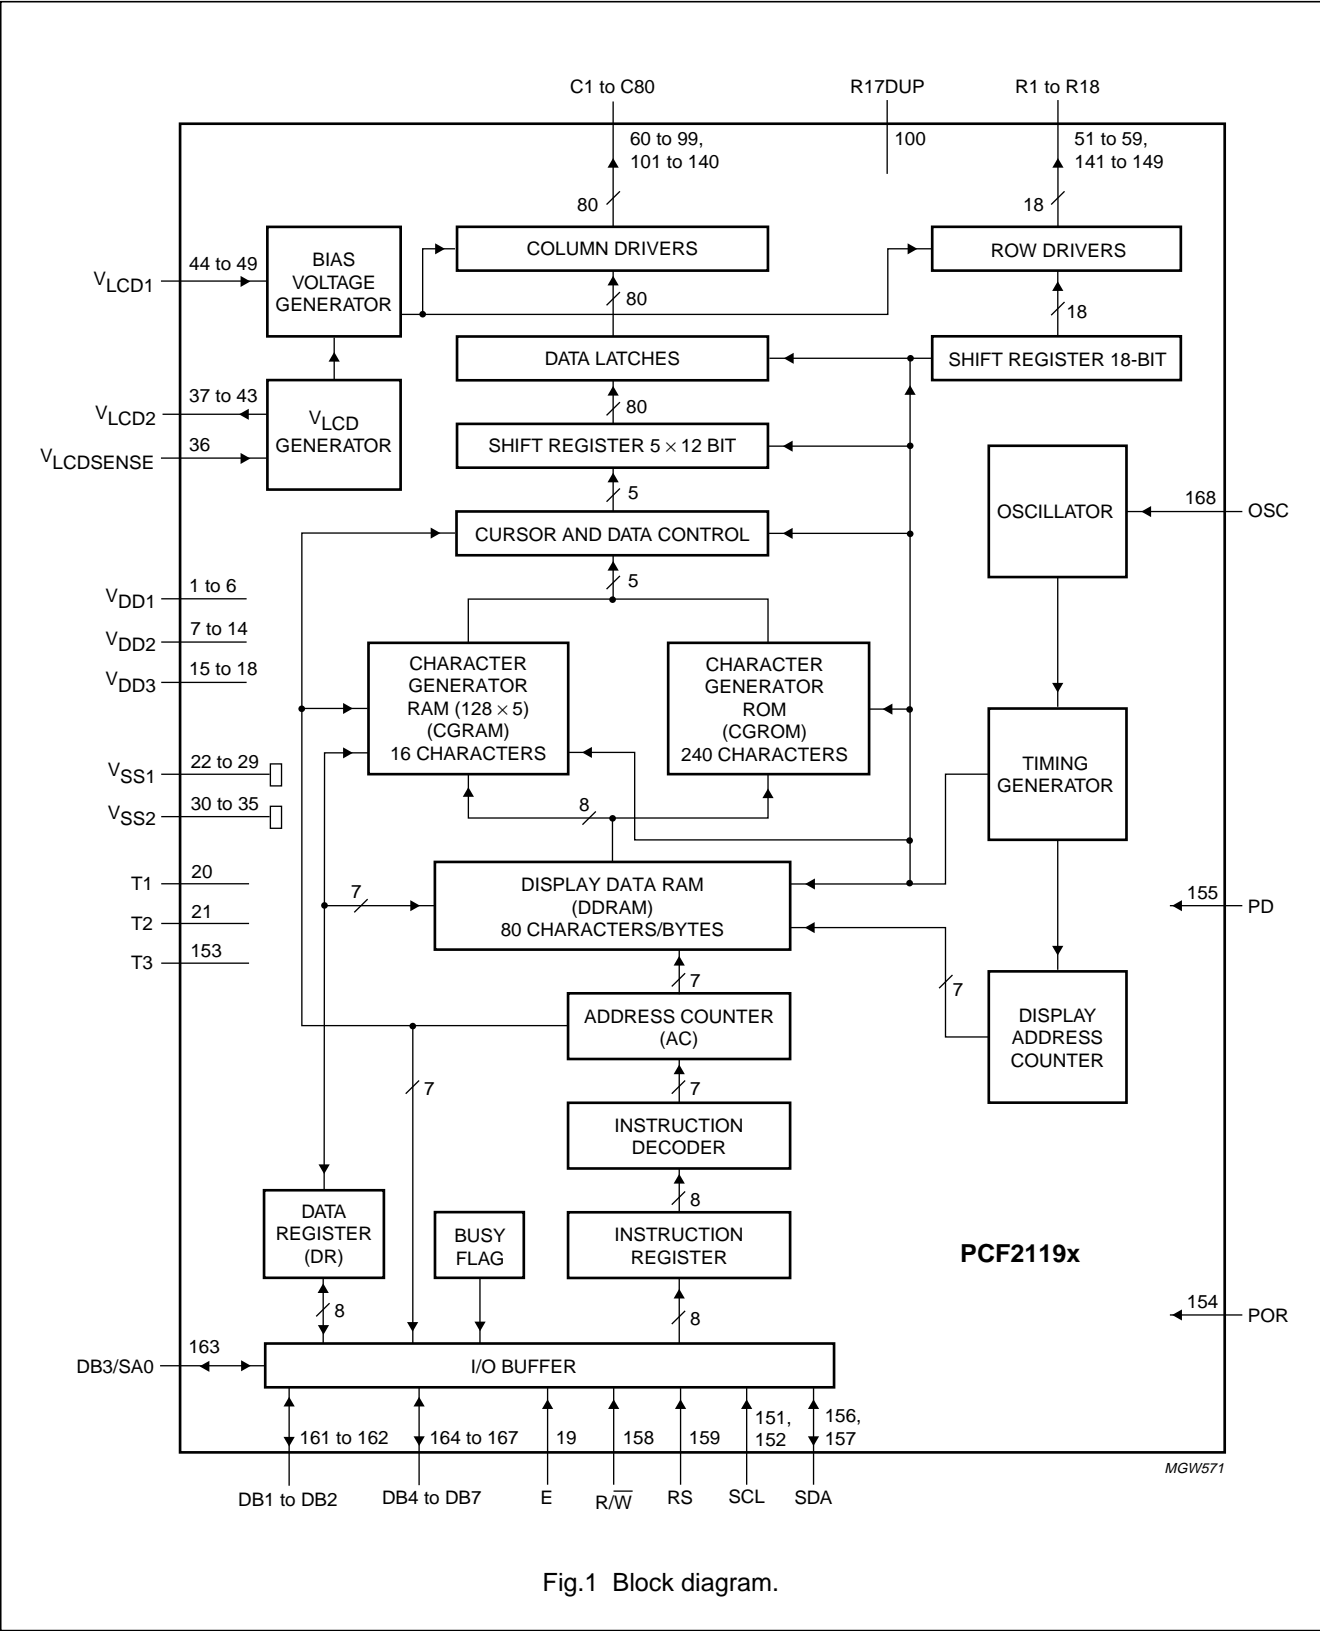 C1 to C80
R17DUP
R1 to R18
60 to 99,
101 to 140
100
51 to 59,
141 to 149
80
18
BIAS
VOLTAGE
GENERATOR
COLUMN DRIVERS
ROW DRIVERS
VLCD1
44 to 49
80
18
DATA LATCHES
SHIFT REGISTER 18-BIT
VLCD2
37 to 43
VLCD
GENERATOR
80
VLCDSENSE
36
SHIFT REGISTER 5 × 12 BIT
5
OSCILLATOR
168
OSC
CURSOR AND DATA CONTROL
5
VDD1
1 to 6
VDD2
7 to 14
VDD3
15 to 18
CHARACTER
GENERATOR
RAM (128 × 5)
(CGRAM)
16 CHARACTERS
CHARACTER
GENERATOR
ROM
(CGROM)
240 CHARACTERS
VSS1
22 to 29
VSS2
30 to 35
TIMING
GENERATOR
8
T1
20
T2
21
T3
153
7
DISPLAY DATA RAM
(DDRAM)
80 CHARACTERS/BYTES
155
PD
7
7
ADDRESS COUNTER
(AC)
DISPLAY
ADDRESS
COUNTER
7
7
INSTRUCTION
DECODER
8
DATA
REGISTER
(DR)
BUSY
FLAG
INSTRUCTION
REGISTER
PCF2119x
8
8
154
POR
DB3/SA0
163
I/O BUFFER
161 to 162
164 to 167
19
158
159
151,
152
156,
157
MGW571
DB1 to DB2
DB4 to DB7
E
R/W̅
RS
SCL
SDA
Fig.1 Block diagram.